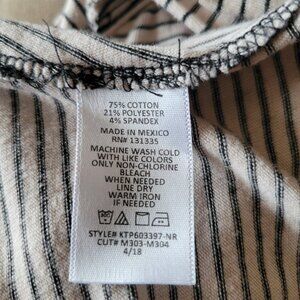 75% COTTON
21% POLYESTER
4% SPANDEX
MADE IN MEXICO
RN# 131335
MACHINE WASH COLD
WITH LIKE COLORS
ONLY NON-CHLORINE
BLEACH
WHEN NEEDED
LINE DRY
WARM IRON
IF NEEDED
STYLE# KTP603397-NR
CUT# M303-M304
4/18